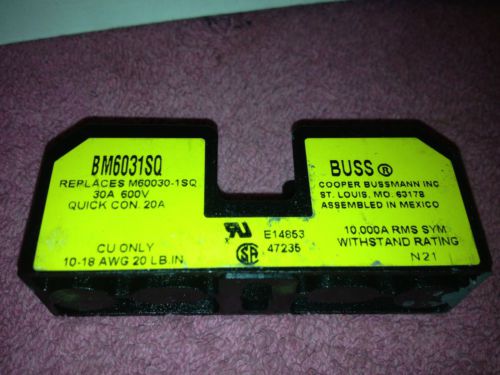 BM6031SQ
REPLACES M60030-1SQ
30A 600V
QUICK CON. 20A
CU ONLY
10-18 AWG 20 LB.IN.
E14853
47235
BUSS®
COOPER BUSSMANN INC
ST. LOUIS, MO. 63178
ASSEMBLED IN MEXICO
10,000A RMS SYM
WITHSTAND RATING
N21